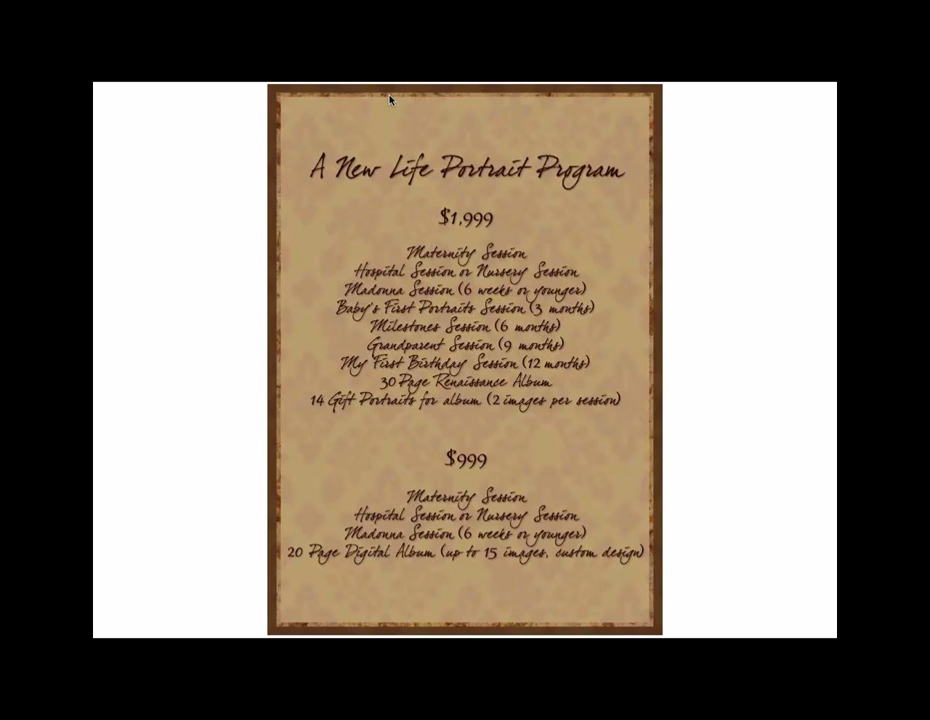 A New Life Portrait Program
$1,999
Maternity Session
Hospital Session or Nursery Session
Madonna Session (6 weeks or younger)
Baby's First Portraits Session (3 months)
Milestones Session (6 months)
Grandparent Session (9 months)
My First Birthday Session (12 months)
30 Page Renaissance Album
14 Gift Portraits for album (2 images per session)
$999
Maternity Session
Hospital Session or Nursery Session
Madonna Session (6 weeks or younger)
20 Page Digital Album (up to 15 images, custom design)